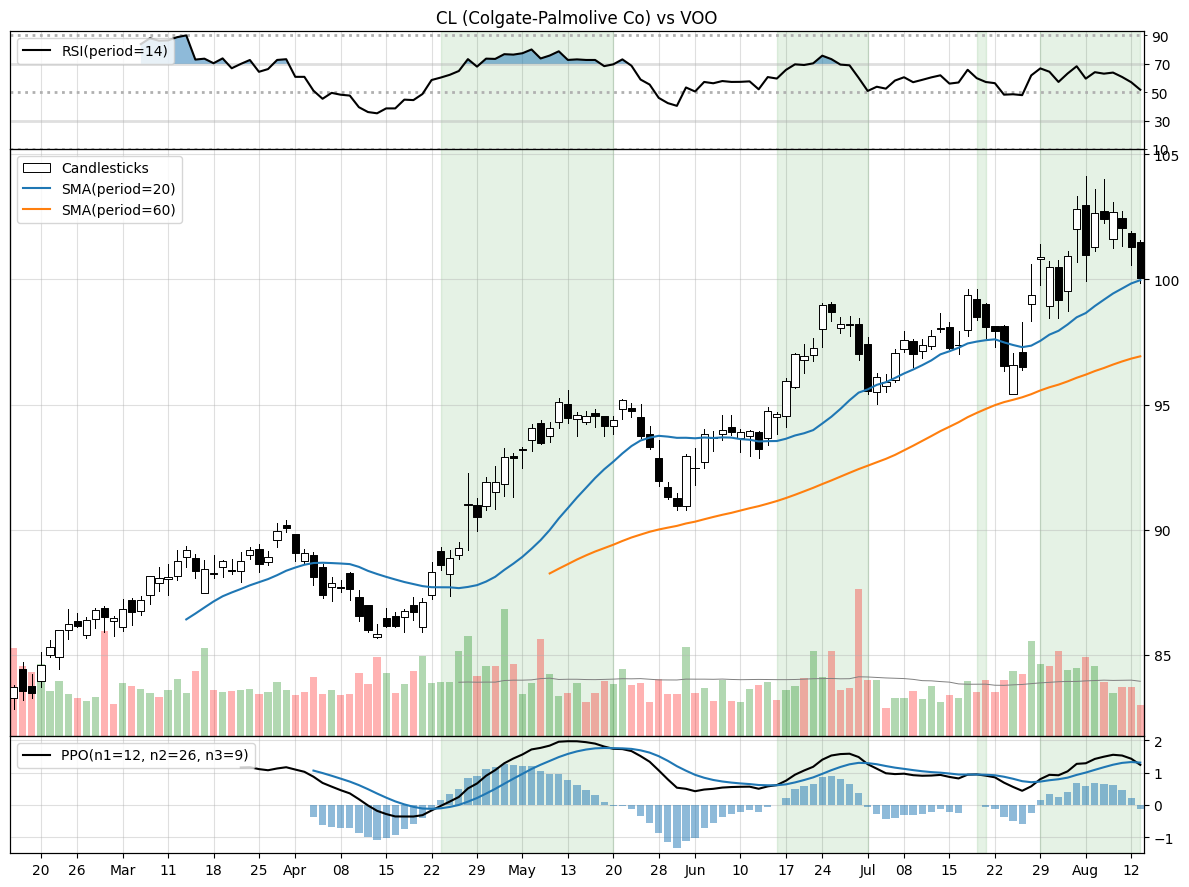 CL (Colgate-Palmolive Co) vs VOO
RSI(period=14)
90
70
50
30
10
Candlesticks
SMA(period=20)
SMA(period=60)
105
100
95
90
85
PPO(n1=12, n2=26, n3=9)
2
1
0
−1
20 26 Mar 11 18 25 Apr 08 15 22 29 May 13 20 28 Jun 10 17 24 Jul 08 15 22 29 Aug 12